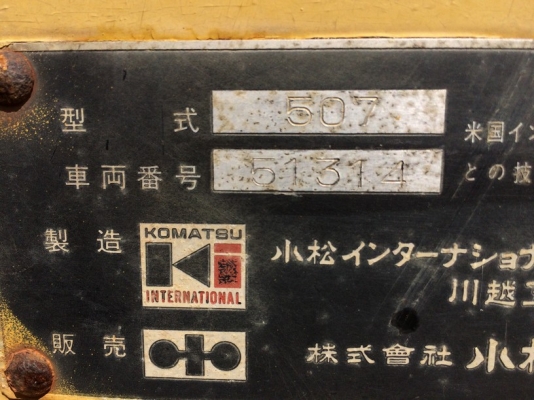 型式 507
米国イン
車両番号 51314
との技
製造 KOMATSU
INTERNATIONAL
小松インターナショナ
川越工
販売
株式會社 小松